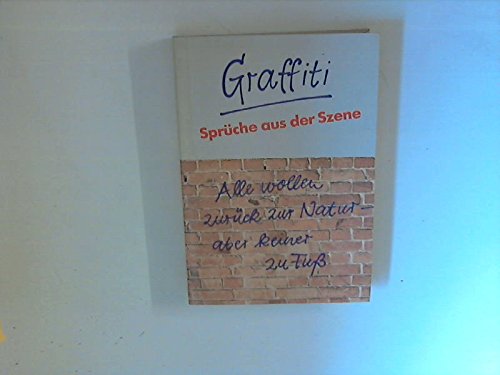 Graffiti
Sprüche aus der Szene
Alle wollen
zurück zur Natur –
aber keiner
zu Fuß